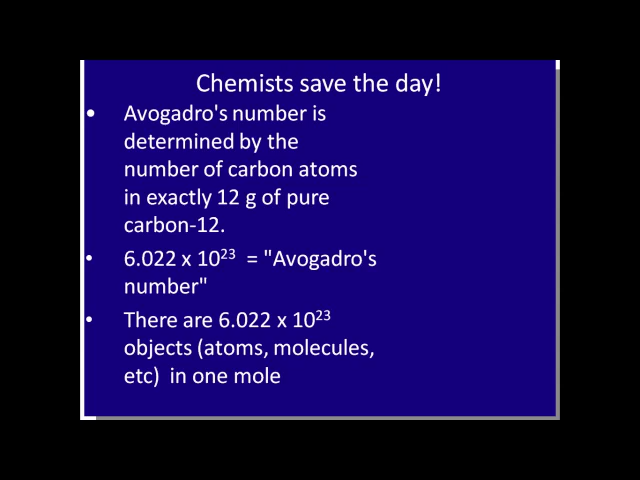 Chemists save the day!
• Avogadro's number is
determined by the
number of carbon atoms
in exactly 12 g of pure
carbon-12.
• 6.022 x 10²³ = "Avogadro's
number"
• There are 6.022 x 10²³
objects (atoms, molecules,
etc) in one mole